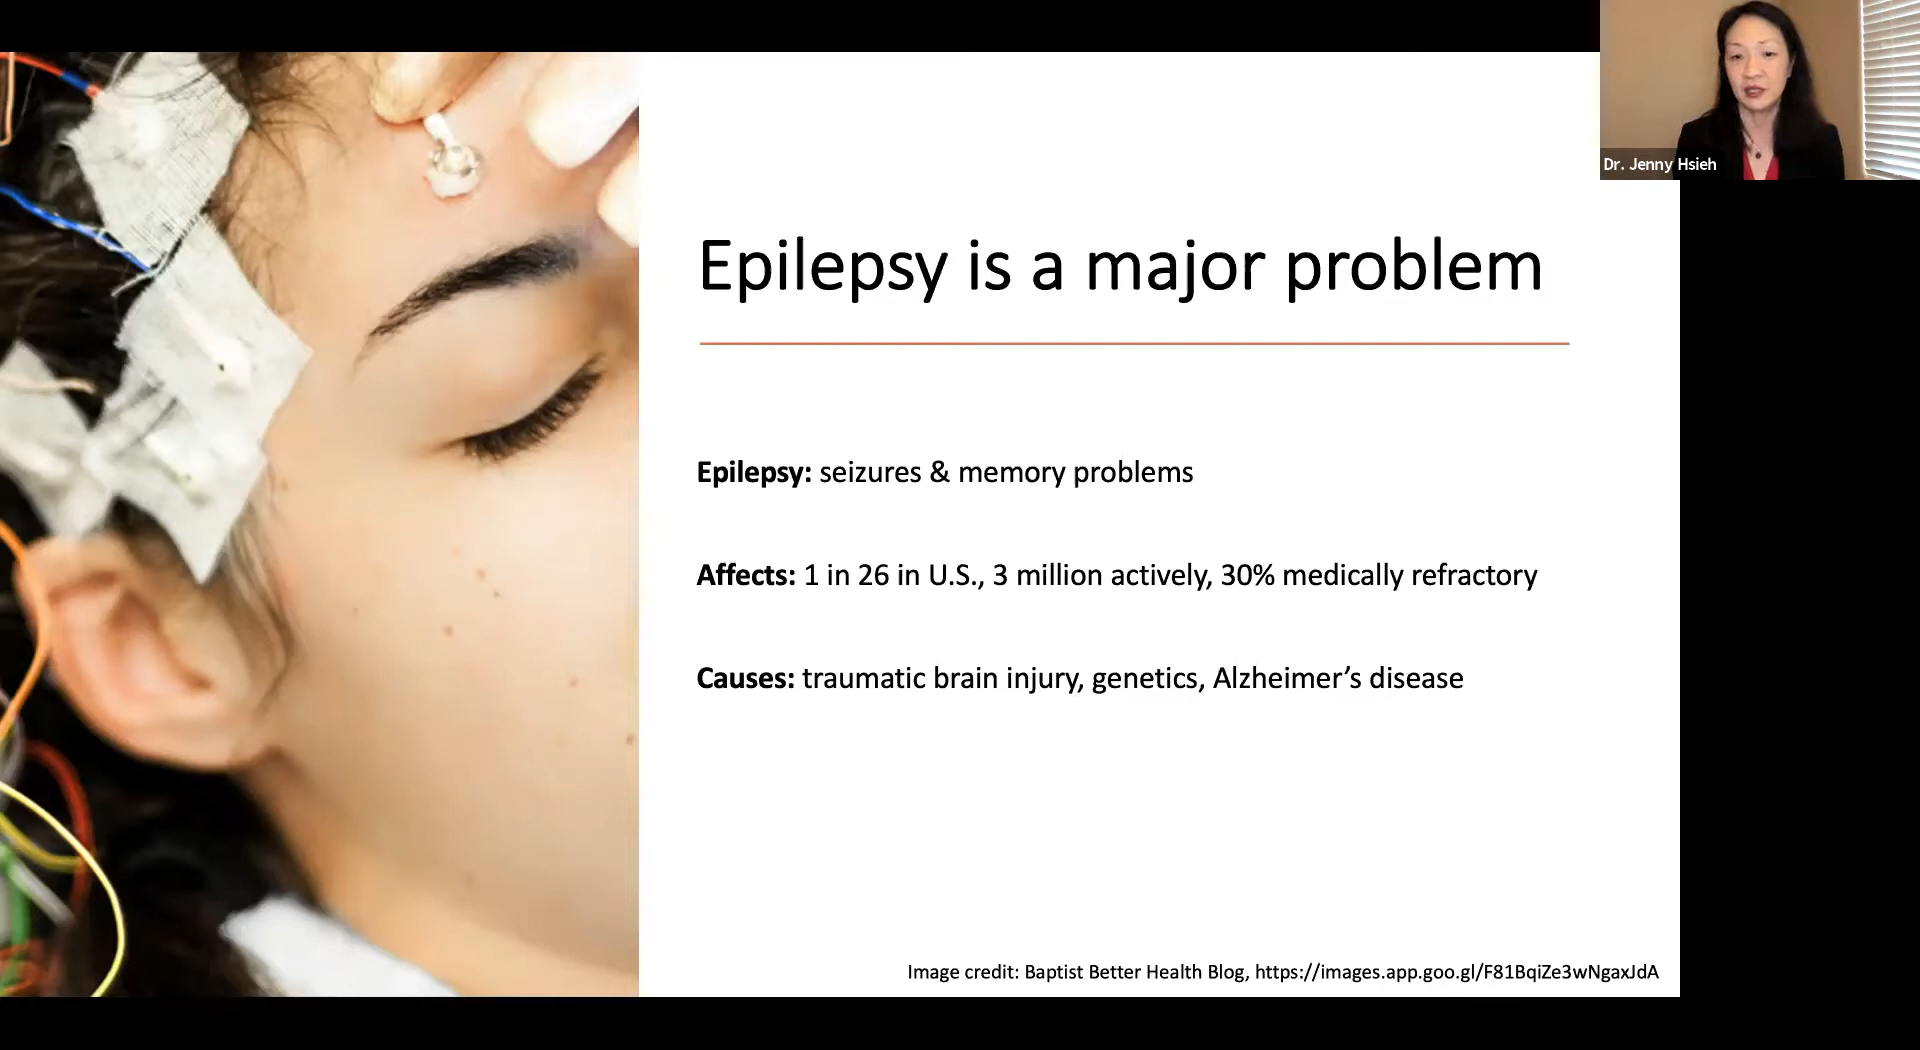 Dr. Jenny Hsieh
Epilepsy is a major problem
Epilepsy: seizures & memory problems
Affects: 1 in 26 in U.S., 3 million actively, 30% medically refractory
Causes: traumatic brain injury, genetics, Alzheimer’s disease
Image credit: Baptist Better Health Blog, https://images.app.goo.gl/F81BqiZe3wNgaxJdA